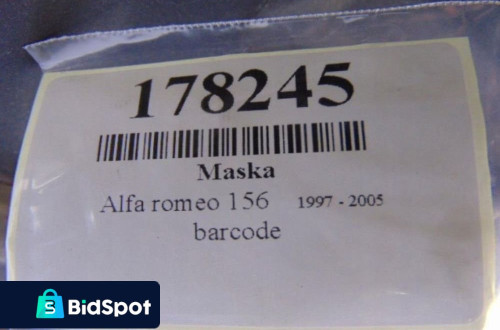 178245
Maska
Alfa romeo 156 1997 - 2005
barcode
S BidSpot